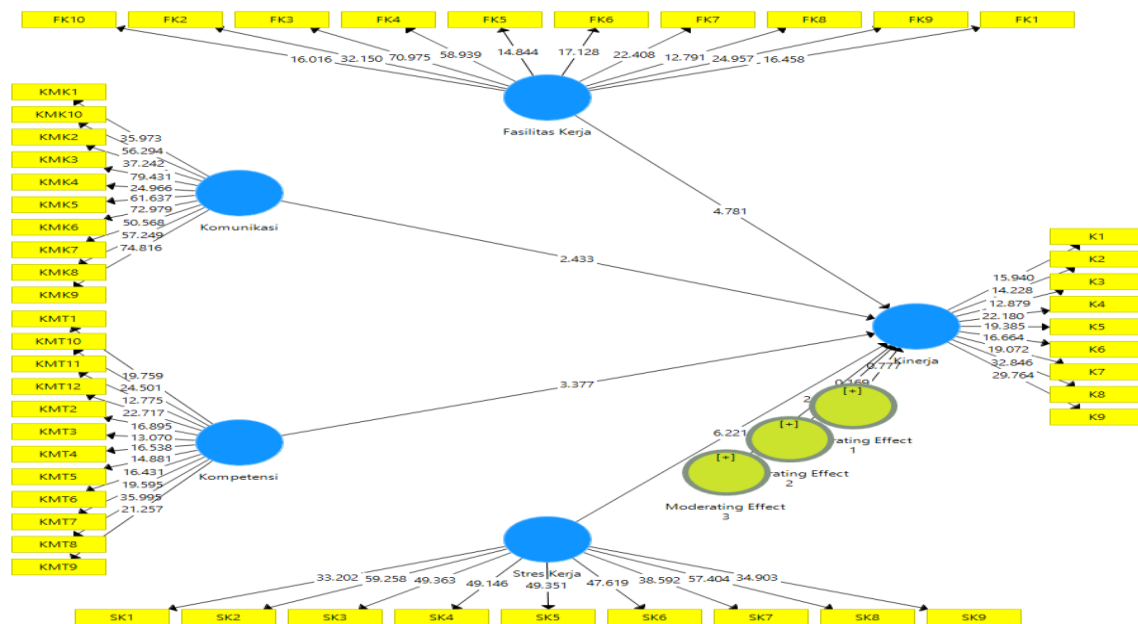 FK10 FK2 FK3 FK4 FK5 FK6 FK7 FK8 FK9 FK1
16.016 32.150 70.975 58.939 14.844 17.128 22.408 12.791 24.957 16.458
Fasilitas Kerja
KMK1
KMK10
KMK2
KMK3
KMK4
KMK5
KMK6
KMK7
KMK8
KMK9
35.973
56.294
37.242
79.431
24.966
61.637
72.979
50.568
57.249
74.816
Komunikasi
4.781
2.433
3.377
6.221
KMT1
KMT10
KMT11
KMT12
KMT2
KMT3
KMT4
KMT5
KMT6
KMT7
KMT8
KMT9
19.759
24.501
12.775
22.717
16.895
13.070
16.538
14.881
16.431
19.595
35.995
21.257
Kompetensi
K1
K2
K3
K4
K5
K6
K7
K8
K9
15.940
14.228
12.879
22.180
19.385
16.664
19.072
32.846
29.764
Kinerja
0.777
[+]
rating Effect
1
[+]
rating Effect
2
[+]
Moderating Effect
3
Stres Kerja
33.202 59.258 49.363 49.146 49.351 47.619 38.592 57.404 34.903
SK1 SK2 SK3 SK4 SK5 SK6 SK7 SK8 SK9